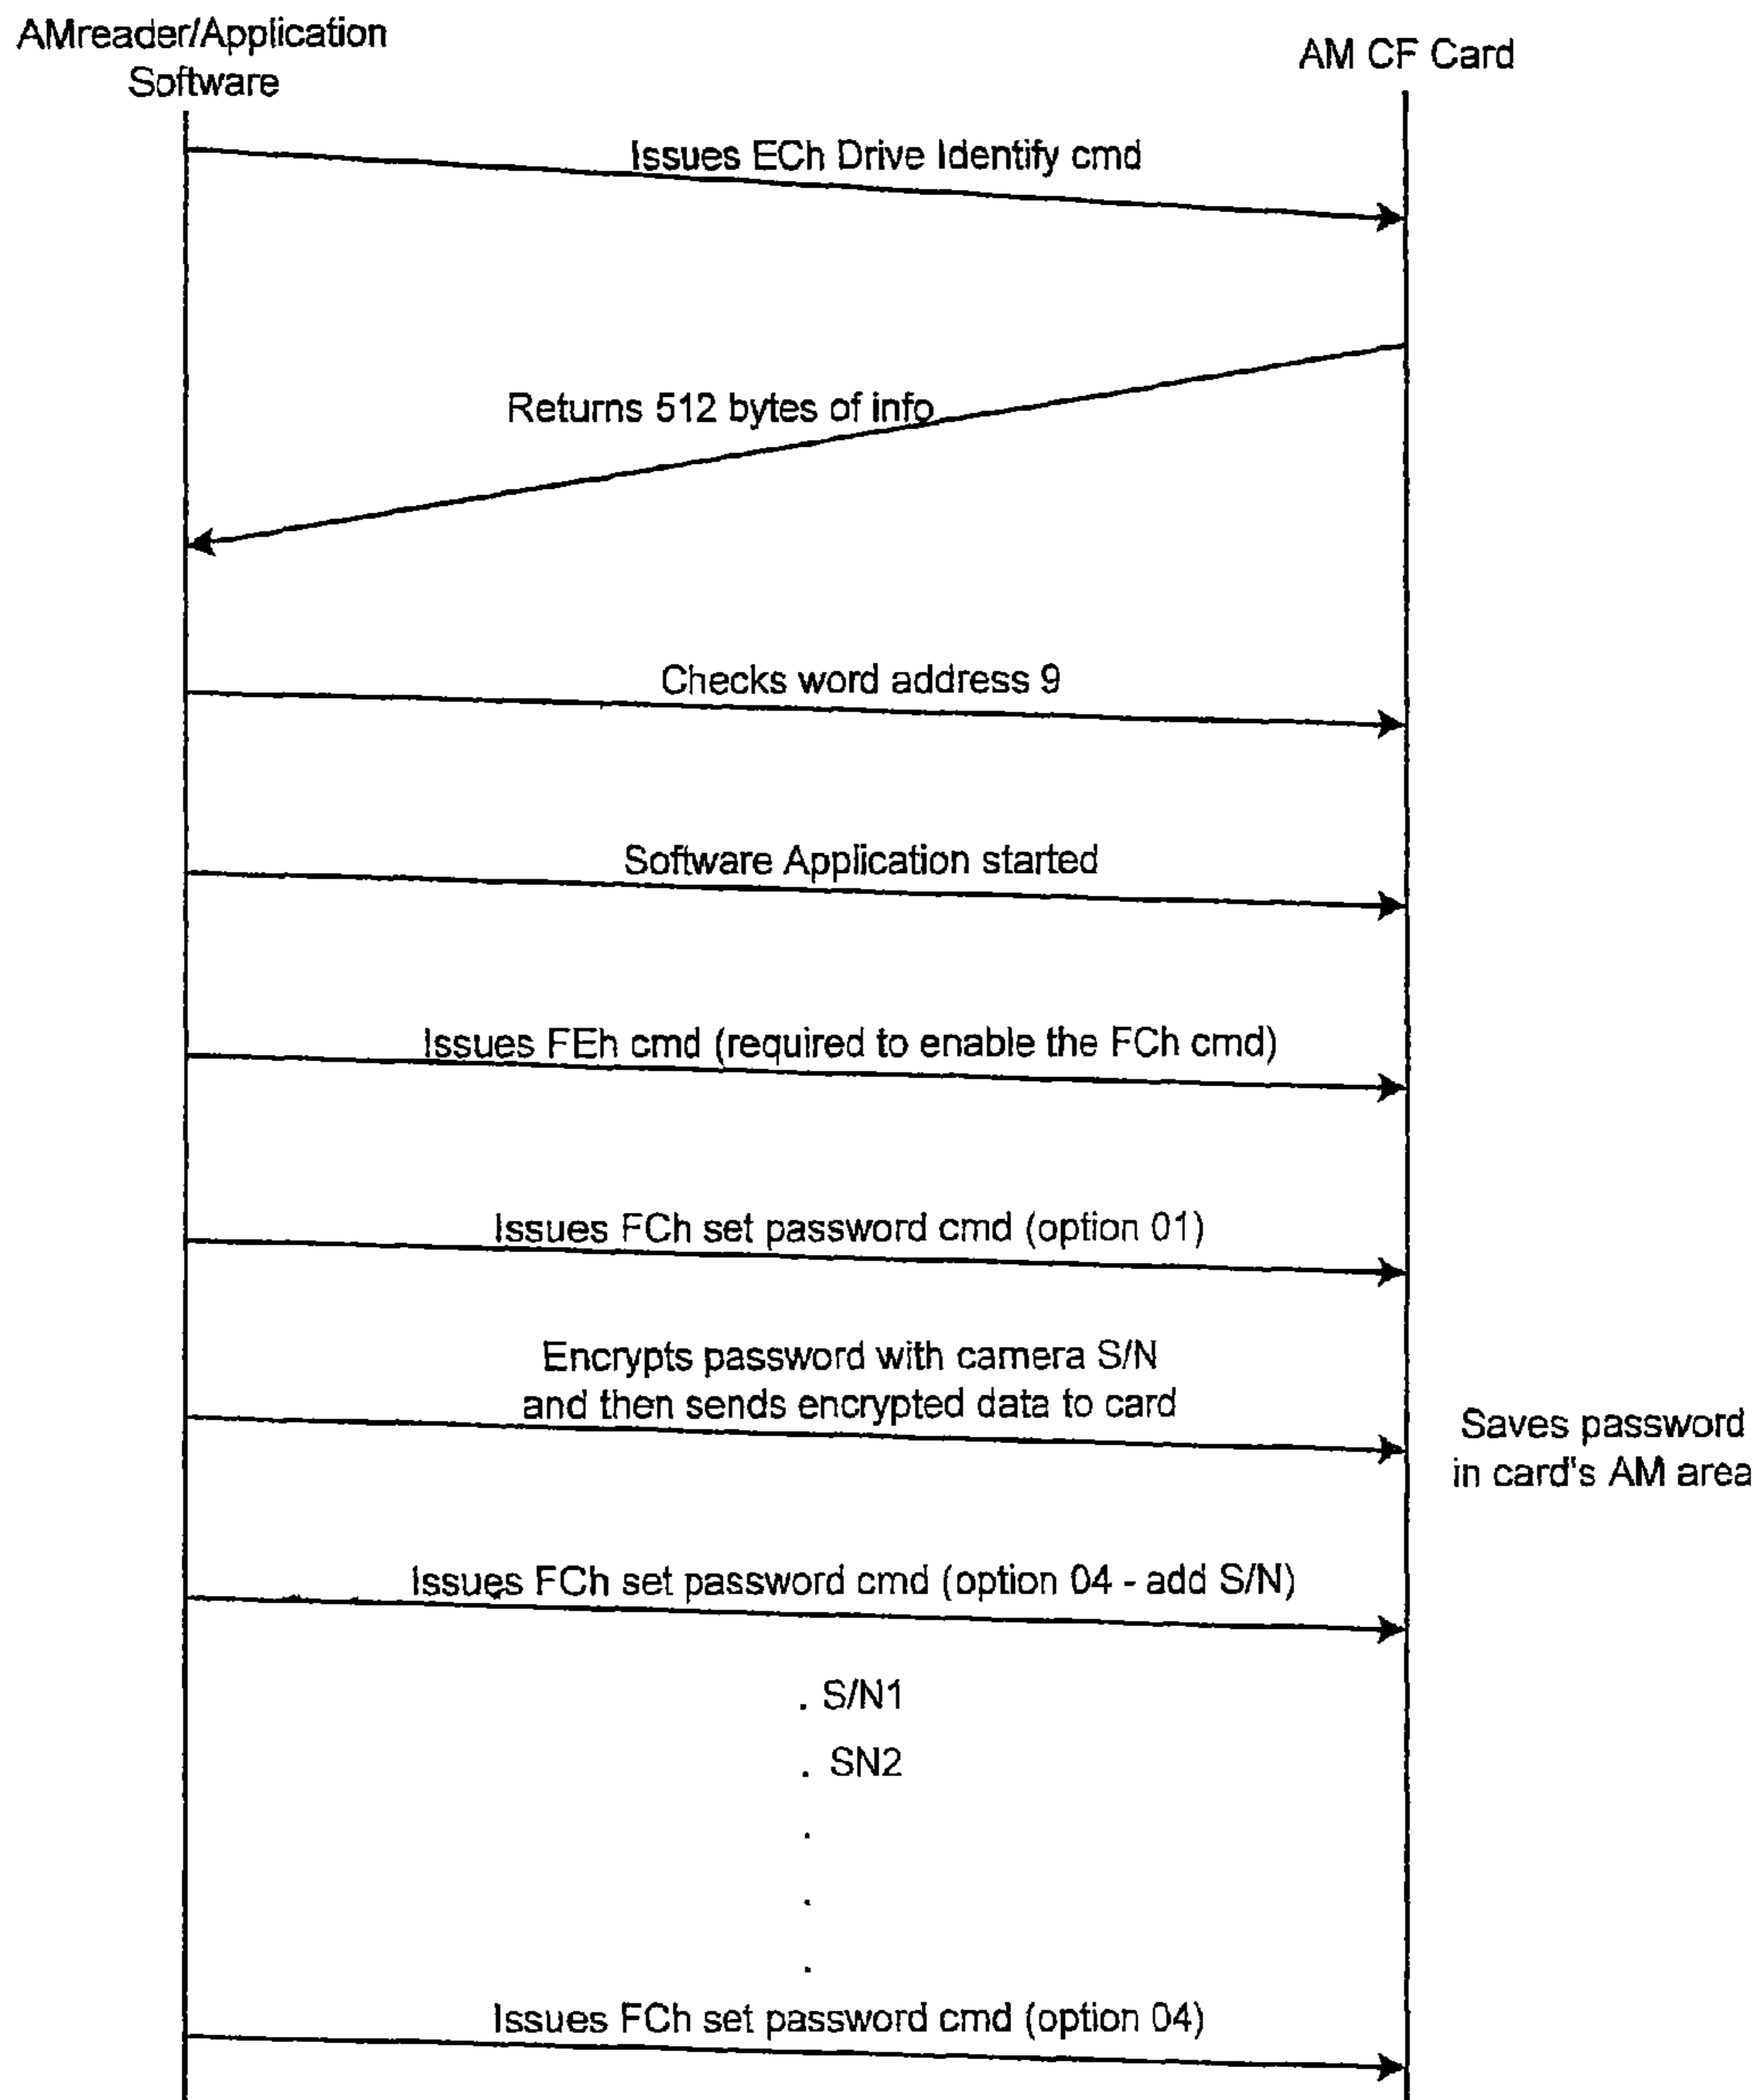 AMreader/Application
Software
AM CF Card
Issues ECh Drive Identify cmd
Returns 512 bytes of info
Checks word address 9
Software Application started
Issues FEh cmd (required to enable the FCh cmd)
Issues FCh set password cmd (option 01)
Encrypts password with camera S/N
and then sends encrypted data to card
Saves password
in card's AM area
Issues FCh set password cmd (option 04 - add S/N)
. S/N1
. SN2
.
.
.
Issues FCh set password cmd (option 04)